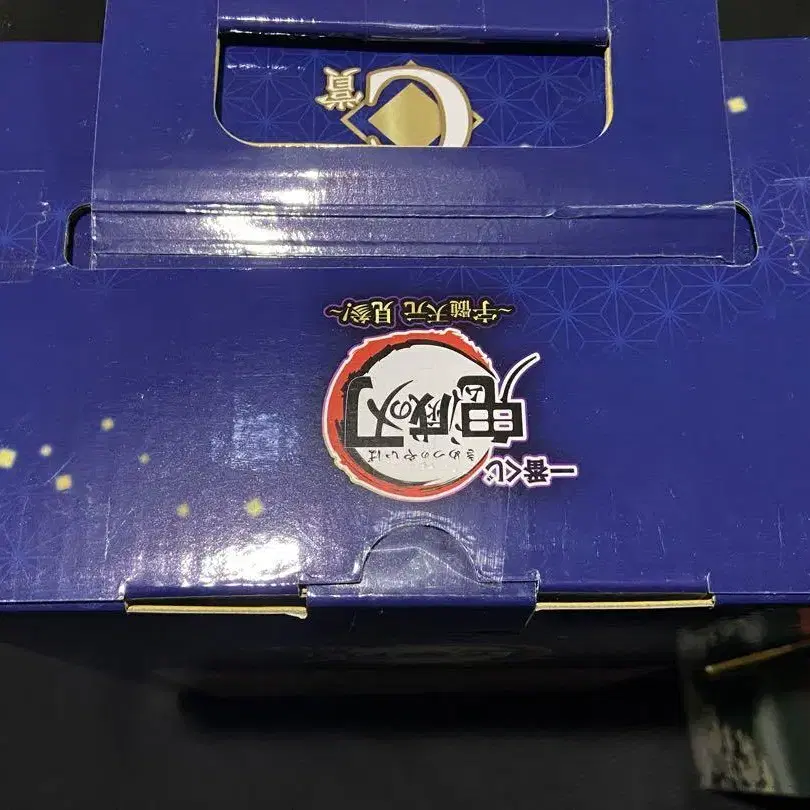 一番くじ
きめつのやいば
鬼滅の刃
~宇髄天元 見参!~
C賞